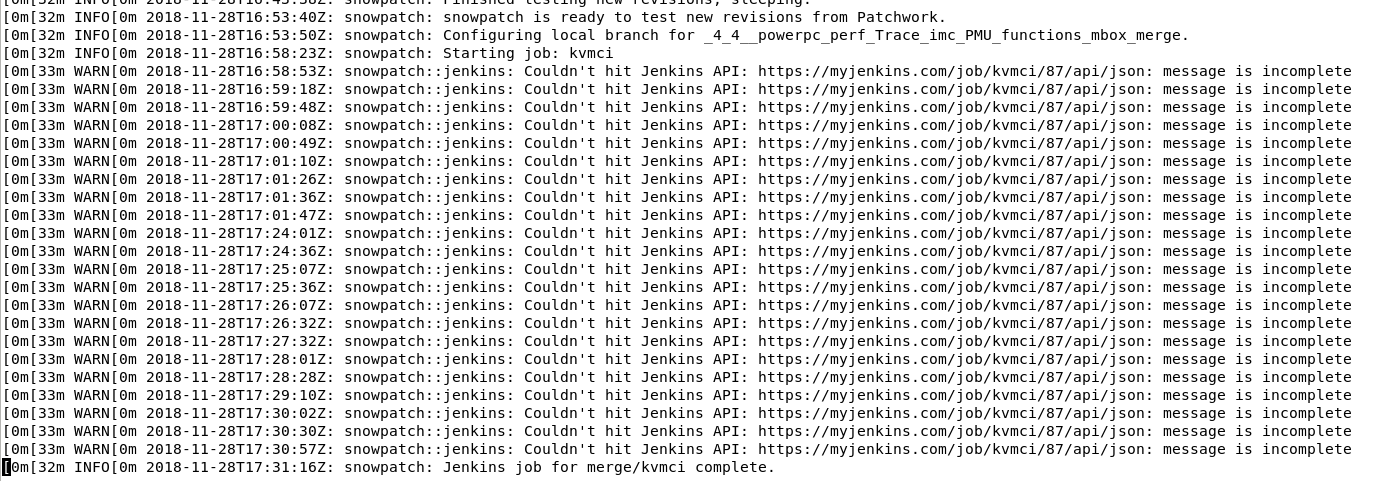 [0m[32m INFO[0m 2018-11-28T16:43:38Z: snowpatch: Finished testing new revisions, sleeping.
[0m[32m INFO[0m 2018-11-28T16:53:40Z: snowpatch: snowpatch is ready to test new revisions from Patchwork.
[0m[32m INFO[0m 2018-11-28T16:53:50Z: snowpatch: Configuring local branch for _4_4__powerpc_perf_Trace_imc_PMU_functions_mbox_merge.
[0m[32m INFO[0m 2018-11-28T16:58:23Z: snowpatch: Starting job: kvmci
[0m[33m WARN[0m 2018-11-28T16:58:53Z: snowpatch::jenkins: Couldn't hit Jenkins API: https://myjenkins.com/job/kvmci/87/api/json: message is incomplete
[0m[33m WARN[0m 2018-11-28T16:59:18Z: snowpatch::jenkins: Couldn't hit Jenkins API: https://myjenkins.com/job/kvmci/87/api/json: message is incomplete
[0m[33m WARN[0m 2018-11-28T16:59:48Z: snowpatch::jenkins: Couldn't hit Jenkins API: https://myjenkins.com/job/kvmci/87/api/json: message is incomplete
[0m[33m WARN[0m 2018-11-28T17:00:08Z: snowpatch::jenkins: Couldn't hit Jenkins API: https://myjenkins.com/job/kvmci/87/api/json: message is incomplete
[0m[33m WARN[0m 2018-11-28T17:00:49Z: snowpatch::jenkins: Couldn't hit Jenkins API: https://myjenkins.com/job/kvmci/87/api/json: message is incomplete
[0m[33m WARN[0m 2018-11-28T17:01:10Z: snowpatch::jenkins: Couldn't hit Jenkins API: https://myjenkins.com/job/kvmci/87/api/json: message is incomplete
[0m[33m WARN[0m 2018-11-28T17:01:26Z: snowpatch::jenkins: Couldn't hit Jenkins API: https://myjenkins.com/job/kvmci/87/api/json: message is incomplete
[0m[33m WARN[0m 2018-11-28T17:01:36Z: snowpatch::jenkins: Couldn't hit Jenkins API: https://myjenkins.com/job/kvmci/87/api/json: message is incomplete
[0m[33m WARN[0m 2018-11-28T17:01:47Z: snowpatch::jenkins: Couldn't hit Jenkins API: https://myjenkins.com/job/kvmci/87/api/json: message is incomplete
[0m[33m WARN[0m 2018-11-28T17:24:01Z: snowpatch::jenkins: Couldn't hit Jenkins API: https://myjenkins.com/job/kvmci/87/api/json: message is incomplete
[0m[33m WARN[0m 2018-11-28T17:24:36Z: snowpatch::jenkins: Couldn't hit Jenkins API: https://myjenkins.com/job/kvmci/87/api/json: message is incomplete
[0m[33m WARN[0m 2018-11-28T17:25:07Z: snowpatch::jenkins: Couldn't hit Jenkins API: https://myjenkins.com/job/kvmci/87/api/json: message is incomplete
[0m[33m WARN[0m 2018-11-28T17:25:36Z: snowpatch::jenkins: Couldn't hit Jenkins API: https://myjenkins.com/job/kvmci/87/api/json: message is incomplete
[0m[33m WARN[0m 2018-11-28T17:26:07Z: snowpatch::jenkins: Couldn't hit Jenkins API: https://myjenkins.com/job/kvmci/87/api/json: message is incomplete
[0m[33m WARN[0m 2018-11-28T17:26:32Z: snowpatch::jenkins: Couldn't hit Jenkins API: https://myjenkins.com/job/kvmci/87/api/json: message is incomplete
[0m[33m WARN[0m 2018-11-28T17:27:32Z: snowpatch::jenkins: Couldn't hit Jenkins API: https://myjenkins.com/job/kvmci/87/api/json: message is incomplete
[0m[33m WARN[0m 2018-11-28T17:28:01Z: snowpatch::jenkins: Couldn't hit Jenkins API: https://myjenkins.com/job/kvmci/87/api/json: message is incomplete
[0m[33m WARN[0m 2018-11-28T17:28:28Z: snowpatch::jenkins: Couldn't hit Jenkins API: https://myjenkins.com/job/kvmci/87/api/json: message is incomplete
[0m[33m WARN[0m 2018-11-28T17:29:10Z: snowpatch::jenkins: Couldn't hit Jenkins API: https://myjenkins.com/job/kvmci/87/api/json: message is incomplete
[0m[33m WARN[0m 2018-11-28T17:30:02Z: snowpatch::jenkins: Couldn't hit Jenkins API: https://myjenkins.com/job/kvmci/87/api/json: message is incomplete
[0m[33m WARN[0m 2018-11-28T17:30:30Z: snowpatch::jenkins: Couldn't hit Jenkins API: https://myjenkins.com/job/kvmci/87/api/json: message is incomplete
[0m[33m WARN[0m 2018-11-28T17:30:57Z: snowpatch::jenkins: Couldn't hit Jenkins API: https://myjenkins.com/job/kvmci/87/api/json: message is incomplete
[0m[32m INFO[0m 2018-11-28T17:31:16Z: snowpatch: Jenkins job for merge/kvmci complete.